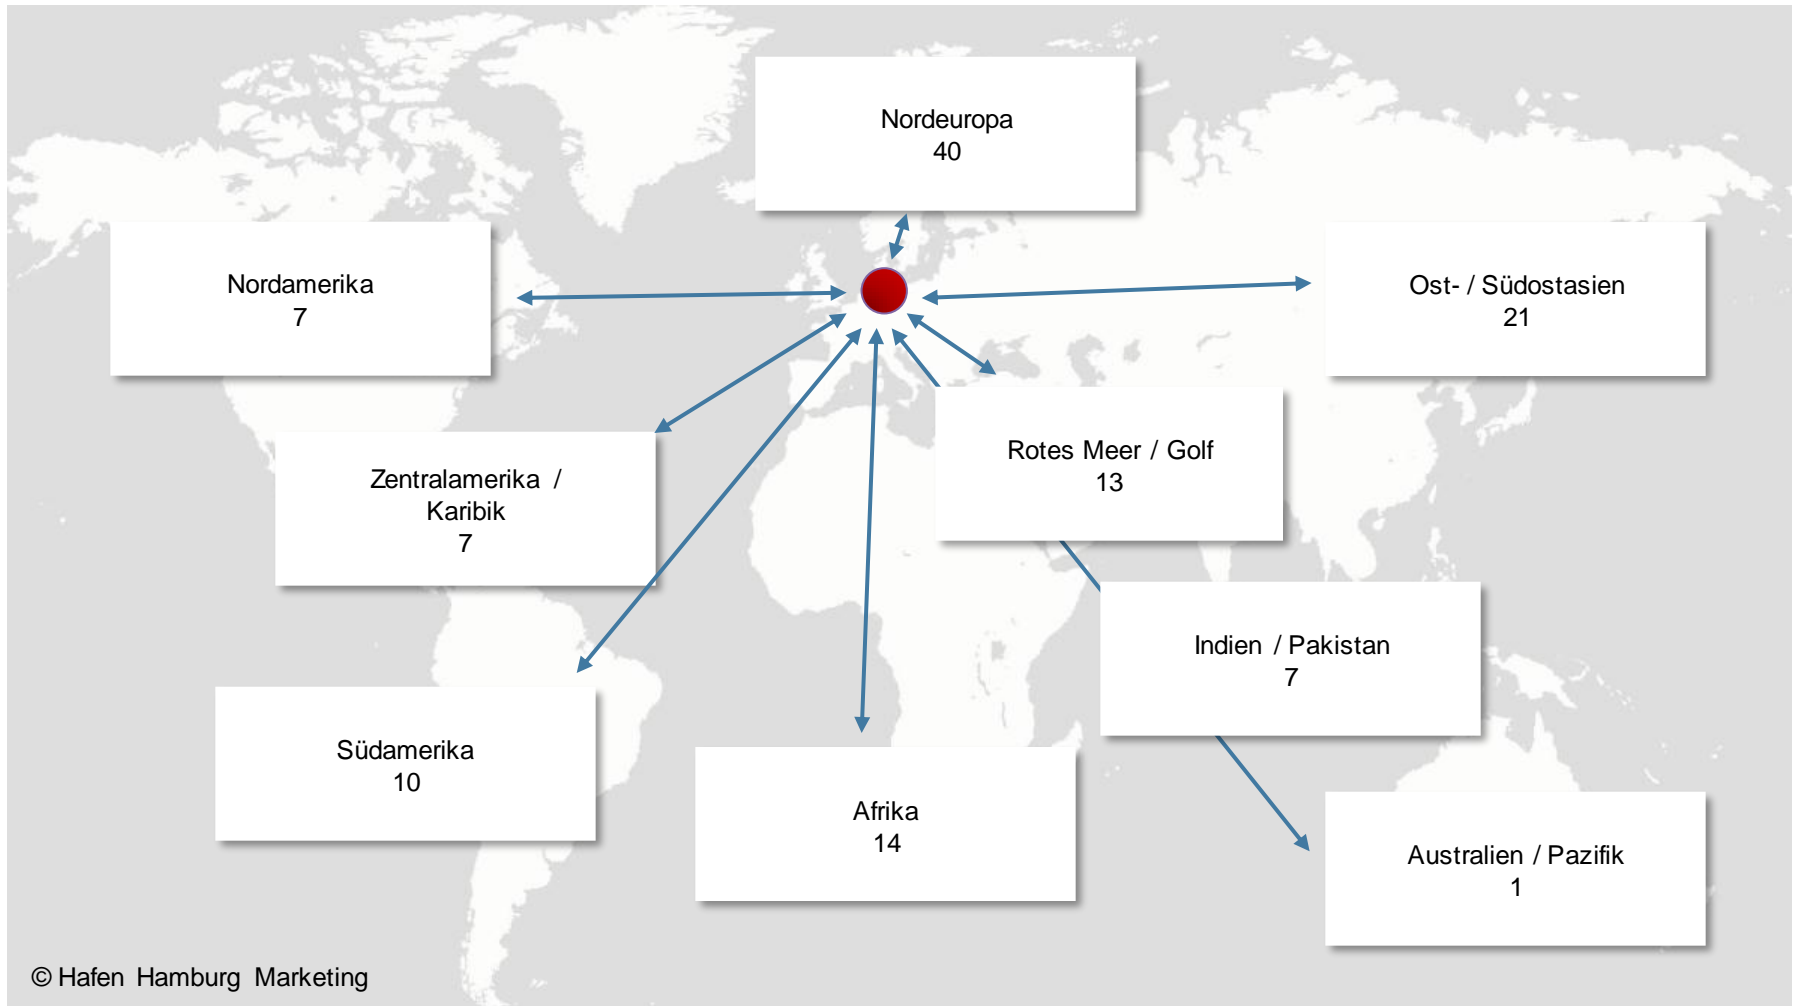 Nordeuropa
40
Nordamerika
7
Ost- / Südostasien
21
Rotes Meer / Golf
13
Zentralamerika /
Karibik
7
Indien / Pakistan
7
Südamerika
10
Afrika
14
Australien / Pazifik
1
© Hafen Hamburg Marketing